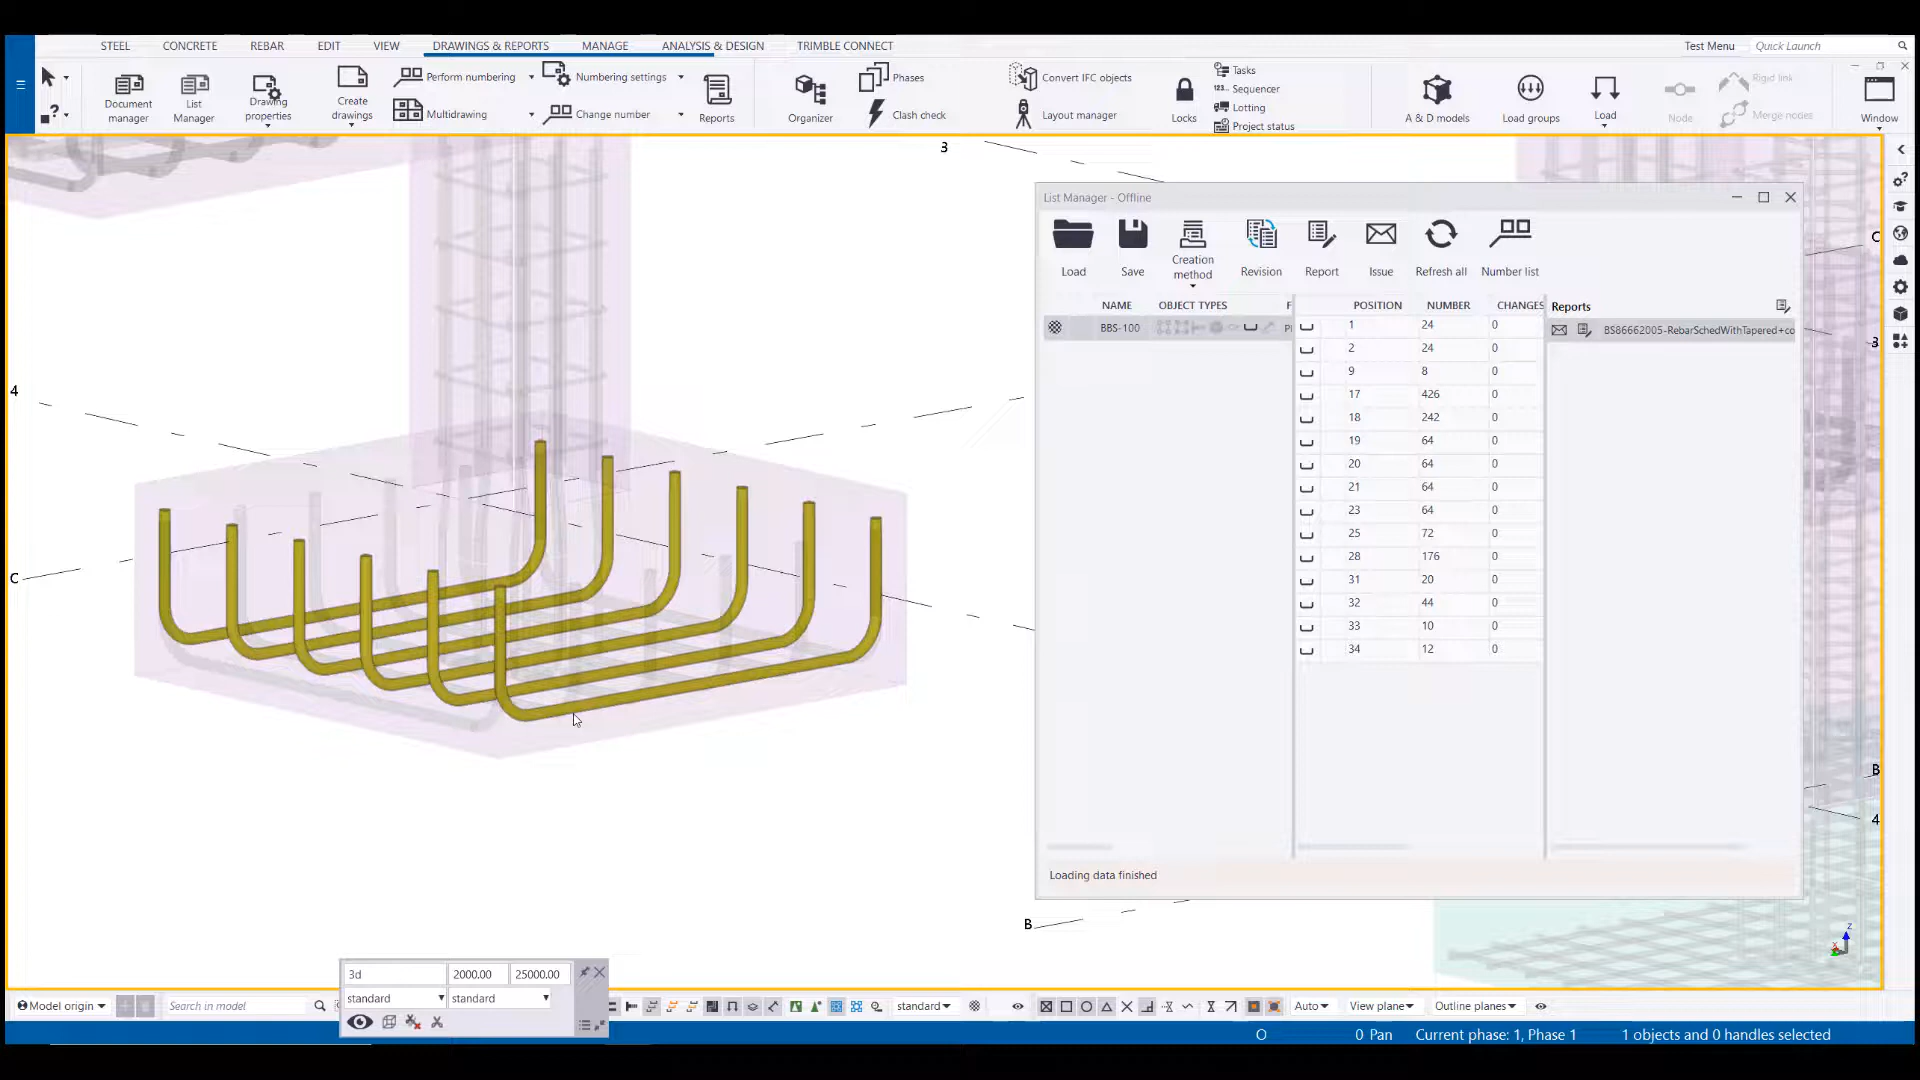 STEEL CONCRETE REBAR EDIT VIEW DRAWINGS & REPORTS MANAGE ANALYSIS & DESIGN TRIMBLE CONNECT Test Menu Quick Launch
Document manager
List Manager
Drawing properties
Create drawings
Perform numbering
Multidrawing
Numbering settings
Change number
Reports
Organizer
Phases
Clash check
Convert IFC objects
Layout manager
Locks
Tasks
Sequencer
Lotting
Project status
A & D models
Load groups
Load
Node
Rigid link
Merge nodes
Window
3
4
C
C
3
B
4
B
List Manager - Offline
Load Save Creation method Revision Report Issue Refresh all Number list
NAME OBJECT TYPES F POSITION NUMBER CHANGES Reports
BBS-100 BS86662005-RebarSchedWithTapered+co
1 24 0
2 24 0
9 8 0
17 426 0
18 242 0
19 64 0
20 64 0
21 64 0
23 64 0
25 72 0
28 176 0
31 20 0
32 44 0
33 10 0
34 12 0
Loading data finished
3d 2000,00 25000,00
standard standard
Model origin Search in model standard Auto View plane Outline planes
O 0 Pan Current phase: 1, Phase 1 1 objects and 0 handles selected